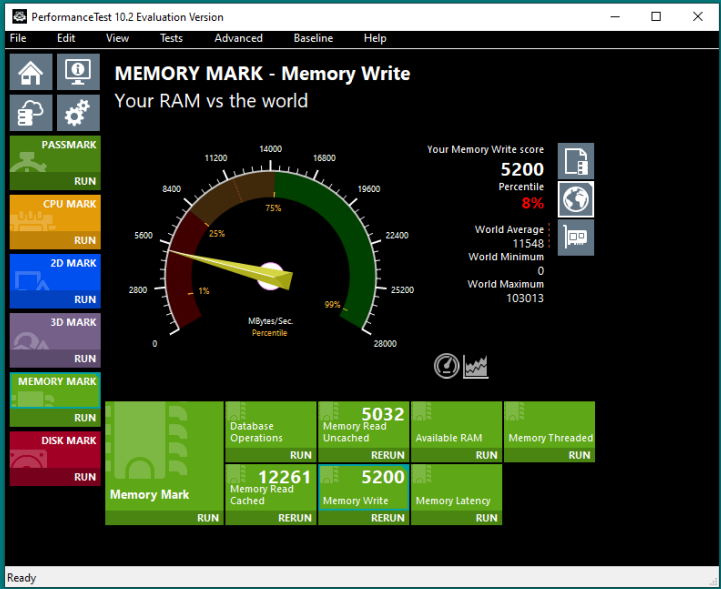 PerformanceTest 10.2 Evaluation Version
File Edit View Tests Advanced Baseline Help
MEMORY MARK - Memory Write
Your RAM vs the world
PASSMARK
RUN
CPU MARK
RUN
2D MARK
RUN
3D MARK
RUN
MEMORY MARK
RUN
DISK MARK
RUN
0
2800
5600
8400
11200
14000
16800
19600
22400
25200
28000
1%
25%
75%
99%
MBytes/Sec.
Percentile
Your Memory Write score
5200
Percentile
8%
World Average
11548
World Minimum
0
World Maximum
103013
Memory Mark
RUN
Database
Operations
RUN
5032
Memory Read
Uncached
RERUN
Available RAM
RUN
Memory Threaded
RUN
12261
Memory Read
Cached
RERUN
5200
Memory Write
RERUN
Memory Latency
RUN
Ready